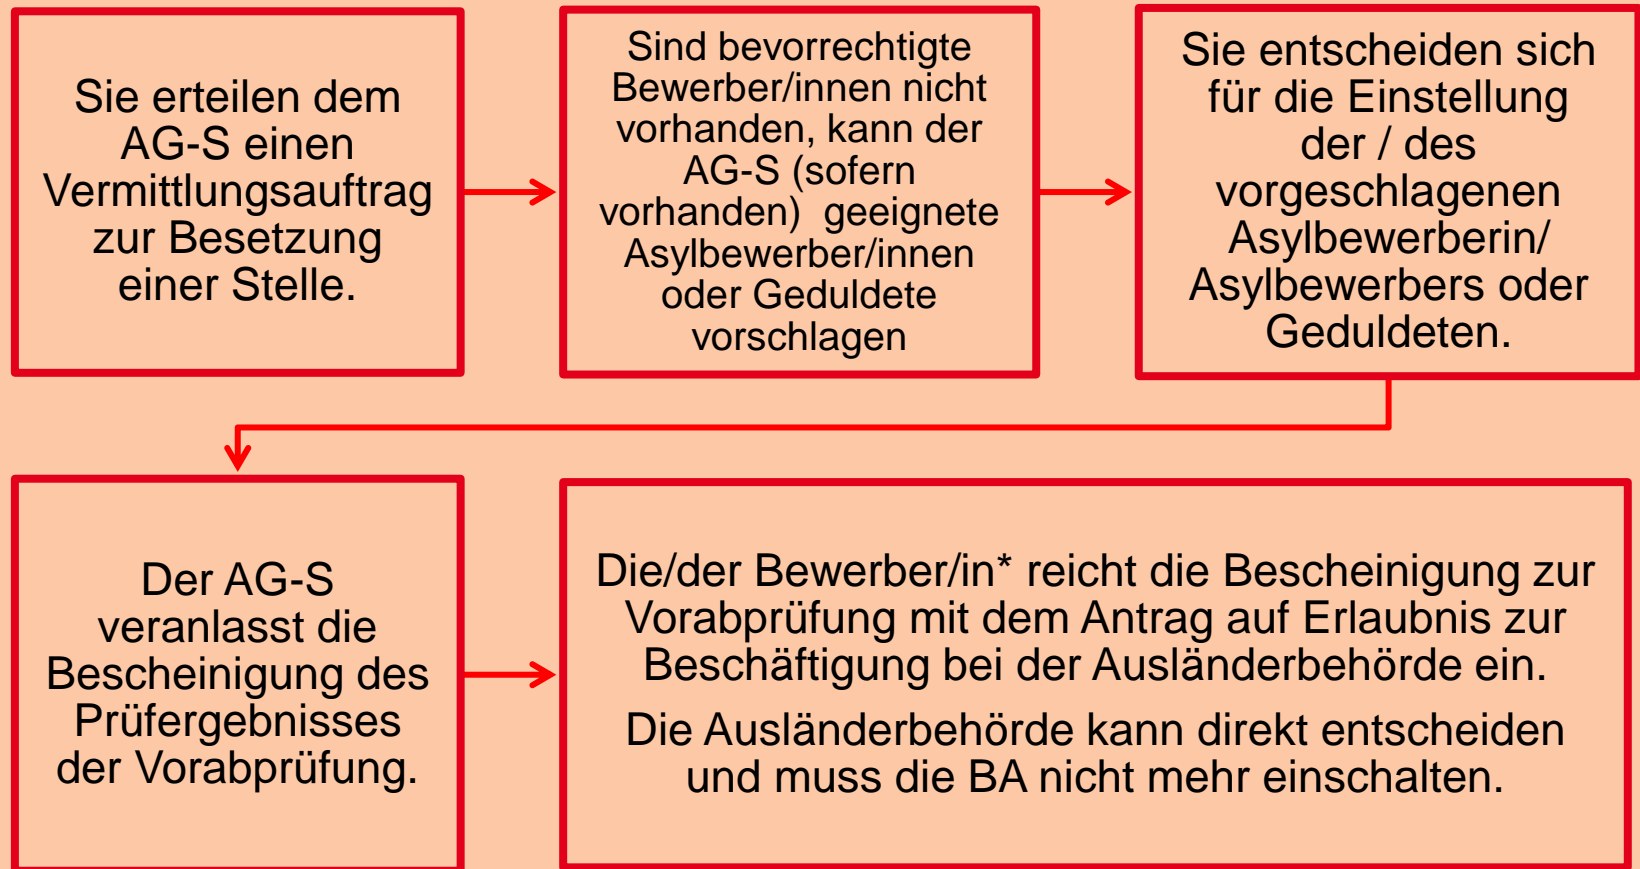 Sie erteilen dem
AG-S einen
Vermittlungsauftrag
zur Besetzung
einer Stelle.
Sind bevorrechtigte
Bewerber/innen nicht
vorhanden, kann der
AG-S (sofern
vorhanden) geeignete
Asylbewerber/innen
oder Geduldete
vorschlagen
Sie entscheiden sich
für die Einstellung
der / des
vorgeschlagenen
Asylbewerberin/
Asylbewerbers oder
Geduldeten.
Der AG-S
veranlasst die
Bescheinigung des
Prüfergebnisses
der Vorabprüfung.
Die/der Bewerber/in* reicht die Bescheinigung zur
Vorabprüfung mit dem Antrag auf Erlaubnis zur
Beschäftigung bei der Ausländerbehörde ein.
Die Ausländerbehörde kann direkt entscheiden
und muss die BA nicht mehr einschalten.